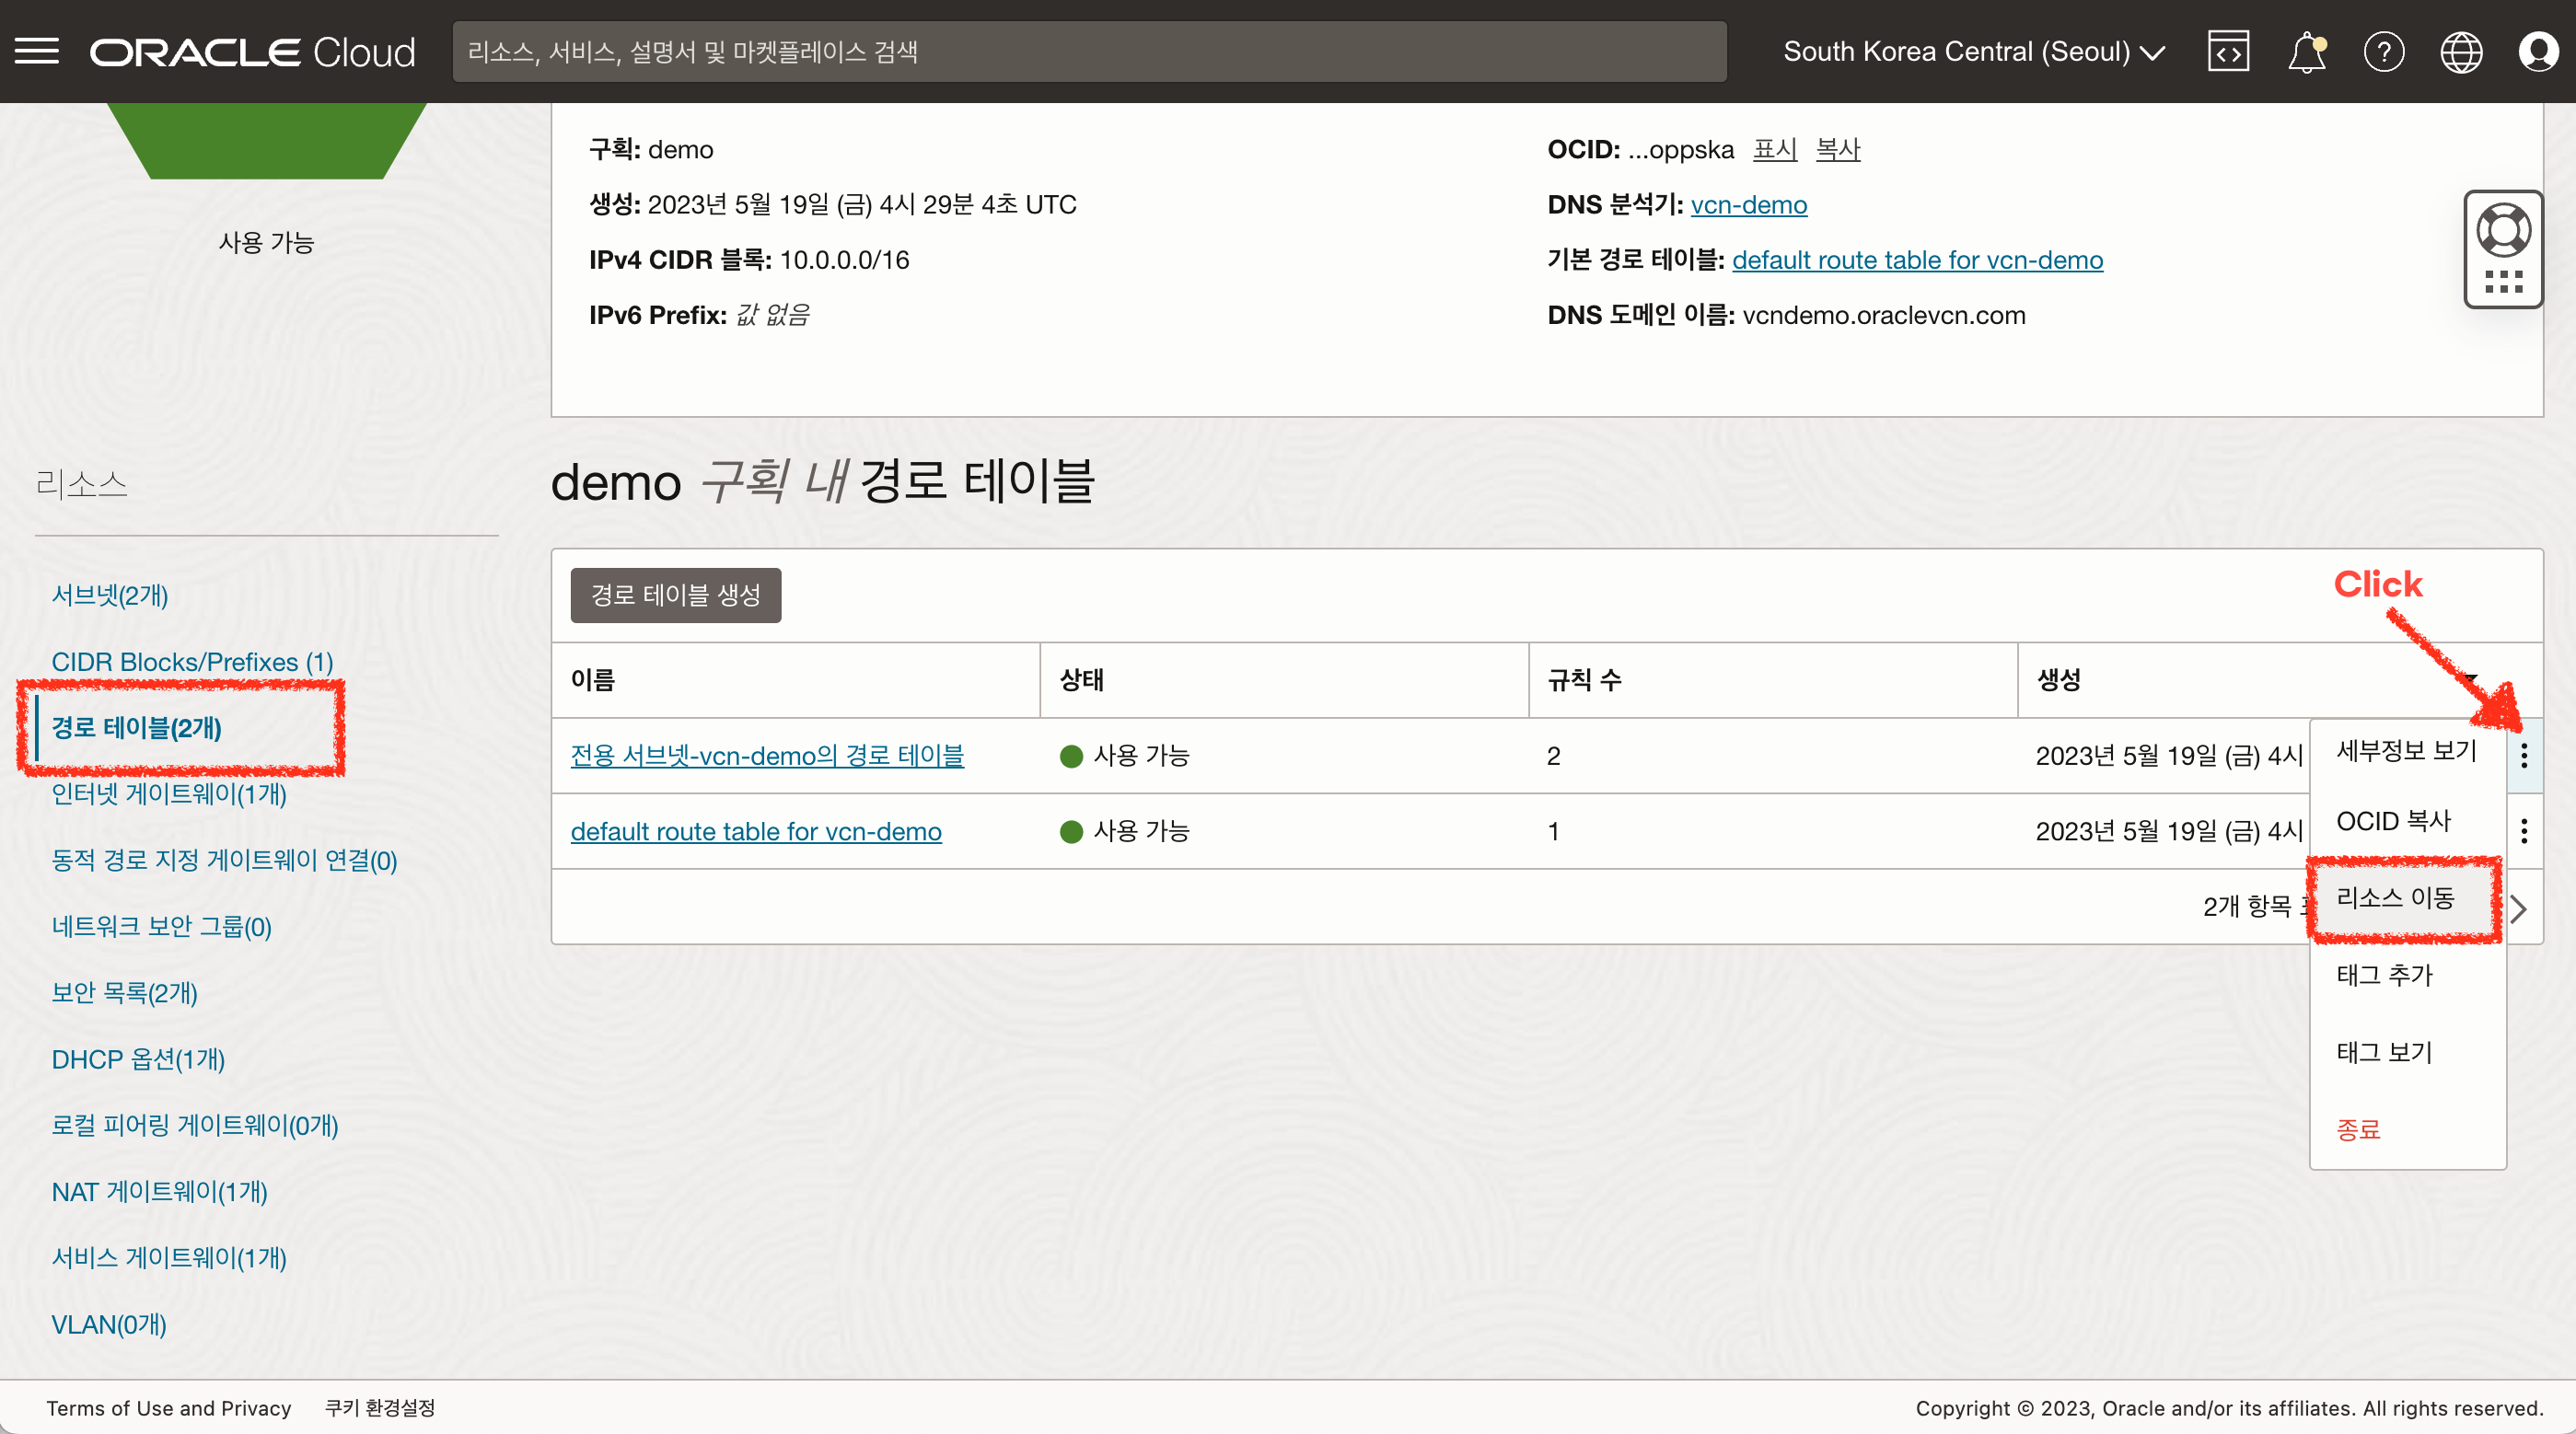 ORACLE Cloud
리소스, 서비스, 설명서 및 마켓플레이스 검색
South Korea Central (Seoul)
사용 가능
구획: demo
생성: 2023년 5월 19일 (금) 4시 29분 4초 UTC
IPv4 CIDR 블록: 10.0.0.0/16
IPv6 Prefix: 값 없음
OCID: ...oppska 표시 복사
DNS 분석기: vcn-demo
기본 경로 테이블: default route table for vcn-demo
DNS 도메인 이름: vcndemo.oraclevcn.com
리소스
서브넷(2개)
CIDR Blocks/Prefixes (1)
경로 테이블(2개)
인터넷 게이트웨이(1개)
동적 경로 지정 게이트웨이 연결(0)
네트워크 보안 그룹(0)
보안 목록(2개)
DHCP 옵션(1개)
로컬 피어링 게이트웨이(0개)
NAT 게이트웨이(1개)
서비스 게이트웨이(1개)
VLAN(0개)
demo 구획 내 경로 테이블
경로 테이블 생성
Click
이름 상태 규칙 수 생성
전용 서브넷-vcn-demo의 경로 테이블 사용 가능 2 2023년 5월 19일 (금) 4시
default route table for vcn-demo 사용 가능 1 2023년 5월 19일 (금) 4시
2개 항목
세부정보 보기
OCID 복사
리소스 이동
태그 추가
태그 보기
종료
Terms of Use and Privacy 쿠키 환경설정
Copyright © 2023, Oracle and/or its affiliates. All rights reserved.